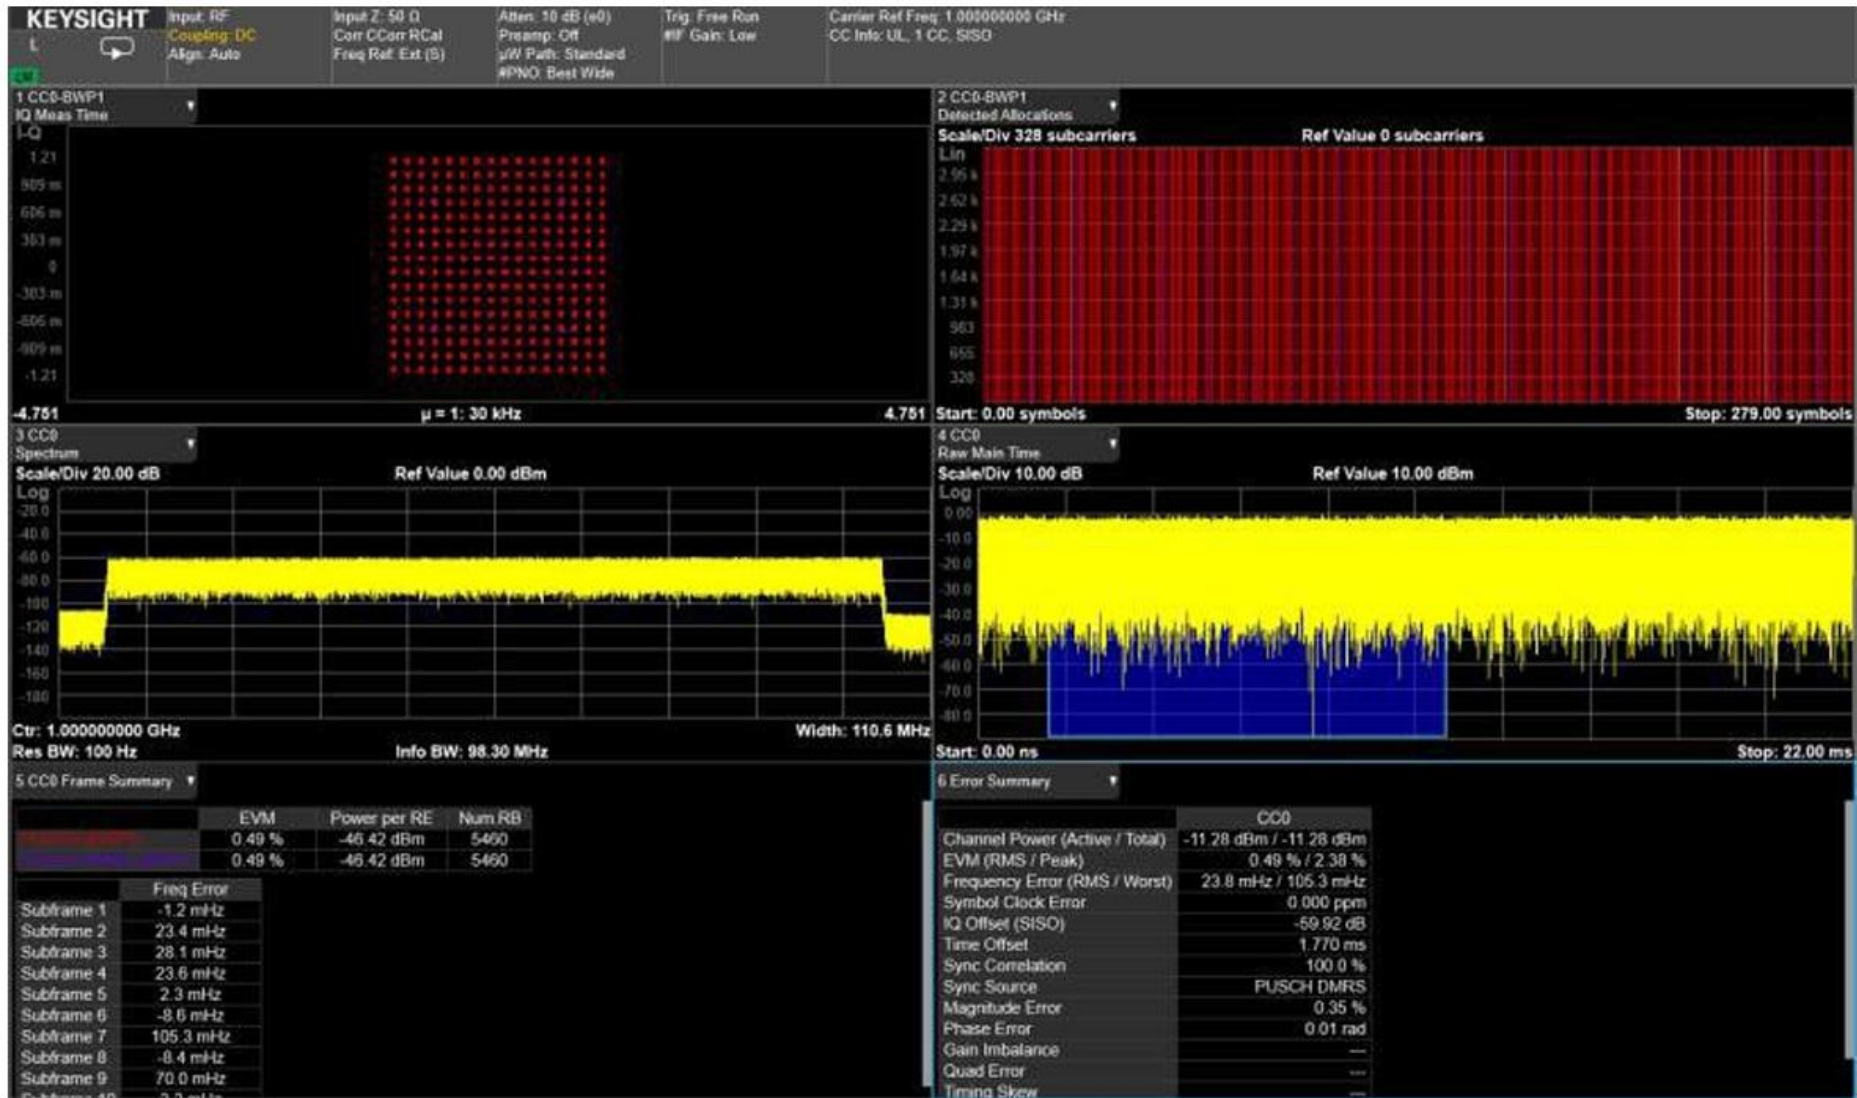 KEYSIGHT
L
Input: RF
Coupling: DC
Align: Auto
Input Z: 50 Ω
Corr CCorr RCal
Freq Ref: Ext (S)
Atten: 10 dB (e0)
Preamp: Off
µW Path: Standard
#PNO: Best Wide
Trig: Free Run
#IF Gain: Low
Carrier Ref Freq: 1.000000000 GHz
CC Info: UL, 1 CC, SISO
1 CC0-BWP1
IQ Meas Time
I-Q
1.21
909 m
606 m
303 m
0
-303 m
-606 m
-909 m
-1.21
-4.751
µ = 1: 30 kHz
4.751
2 CC0-BWP1
Detected Allocations
Scale/Div 328 subcarriers
Ref Value 0 subcarriers
Lin
2.95 k
2.62 k
2.29 k
1.97 k
1.64 k
1.31 k
983
655
328
Start: 0.00 symbols
Stop: 279.00 symbols
3 CC0
Spectrum
Scale/Div 20.00 dB
Ref Value 0.00 dBm
Log
-20.0
-40.0
-60.0
-80.0
-100
-120
-140
-160
-180
Ctr: 1.000000000 GHz
Width: 110.6 MHz
Res BW: 100 Hz
Info BW: 98.30 MHz
4 CC0
Raw Main Time
Scale/Div 10.00 dB
Ref Value 10.00 dBm
Log
0.00
-10.0
-20.0
-30.0
-40.0
-50.0
-60.0
-70.0
-80.0
Start: 0.00 ns
Stop: 22.00 ms
5 CC0 Frame Summary
EVM Power per RE Num RB
0.49 % -46.42 dBm 5460
0.49 % -46.42 dBm 5460
Freq Error
Subframe 1 -1.2 mHz
Subframe 2 23.4 mHz
Subframe 3 28.1 mHz
Subframe 4 23.6 mHz
Subframe 5 2.3 mHz
Subframe 6 -8.6 mHz
Subframe 7 105.3 mHz
Subframe 8 -8.4 mHz
Subframe 9 70.0 mHz
6 Error Summary
CC0
Channel Power (Active / Total) -11.28 dBm / -11.28 dBm
EVM (RMS / Peak) 0.49 % / 2.38 %
Frequency Error (RMS / Worst) 23.8 mHz / 105.3 mHz
Symbol Clock Error 0.000 ppm
IQ Offset (SISO) -59.92 dB
Time Offset 1.770 ms
Sync Correlation 100.0 %
Sync Source PUSCH DMRS
Magnitude Error 0.35 %
Phase Error 0.01 rad
Gain Imbalance ---
Quad Error ---
Timing Skew ---